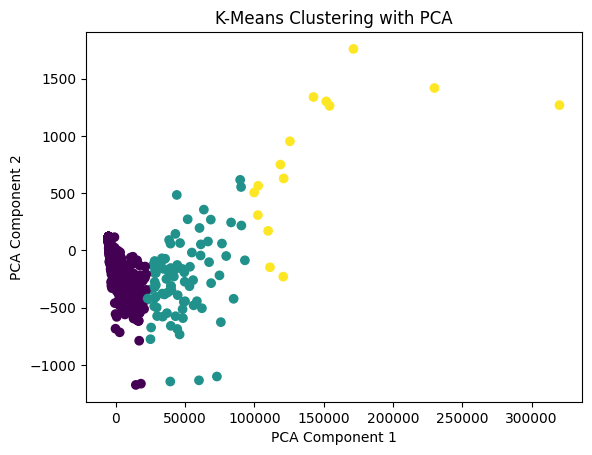 K-Means Clustering with PCA
1500
1000
500
0
-500
-1000
PCA Component 2
0 50000 100000 150000 200000 250000 300000
PCA Component 1